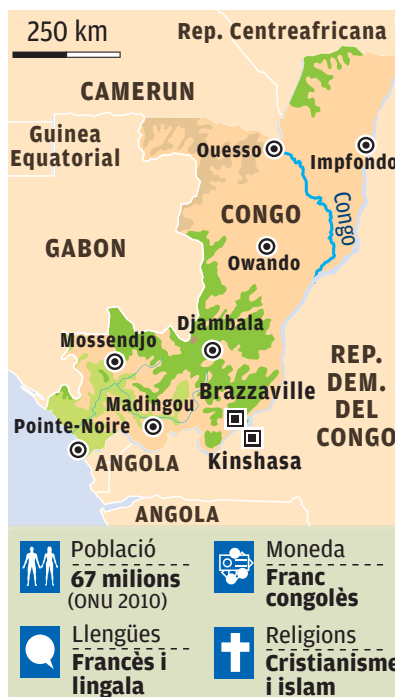 250 km
Rep. Centreafricana
CAMERUN
Guinea
Equatorial
Ouesso
Impfondo
Congo
CONGO
GABON
Owando
Djambala
Mossendjo
REP.
DEM.
DEL
CONGO
Brazzaville
Madingou
Pointe-Noire
Kinshasa
ANGOLA
ANGOLA
Població
67 milions
(ONU 2010)
Moneda
Franc
congolès
Llengües
Francès i
lingala
Religions
Cristianisme
i islam